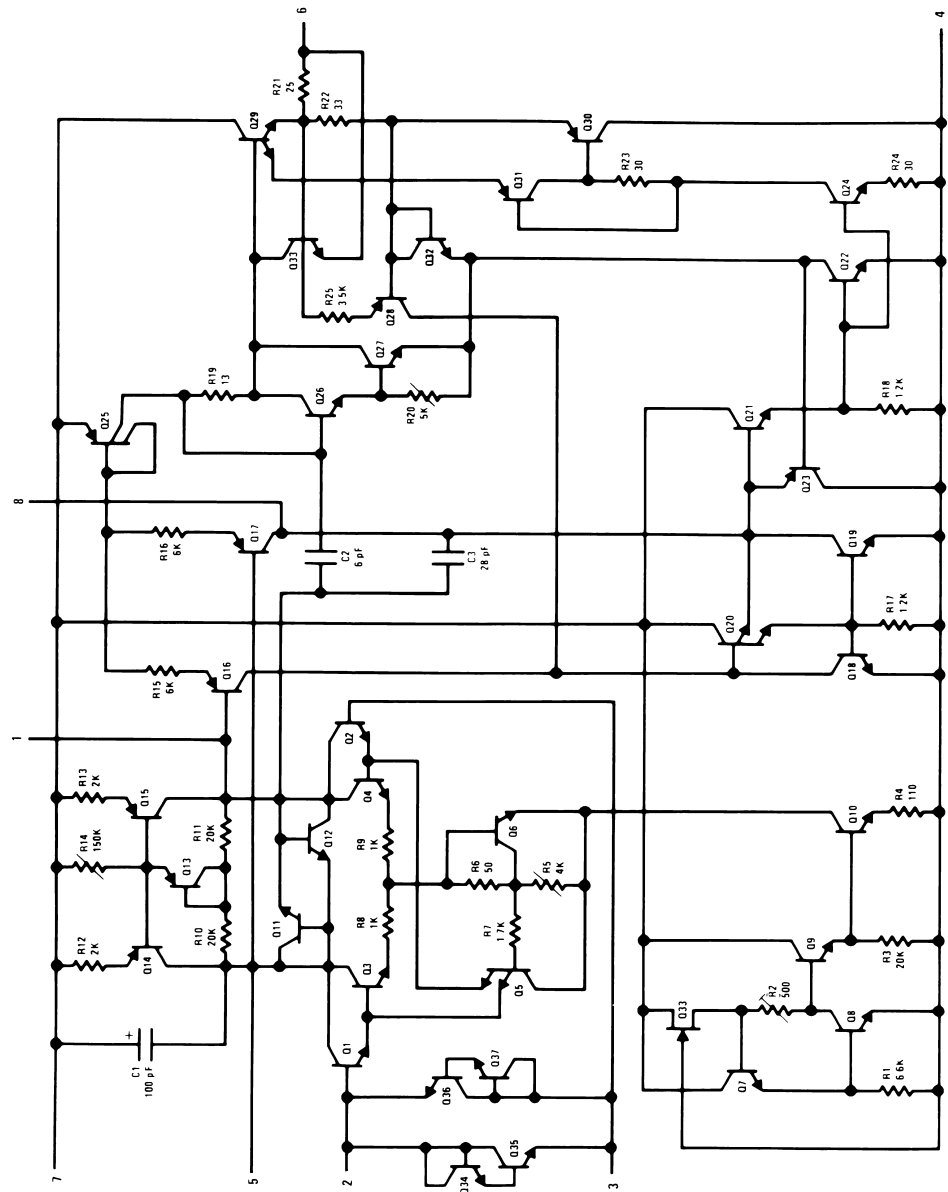 6
4
R21
25
R22
33
Q29
Q30
R23
30
Q31
R24
30
Q24
Q33
Q32
Q22
R25
3 5K
Q28
Q27
R19
13
Q26
R20
5K
R18
1 2K
Q25
Q21
8
Q23
R16
6K
Q17
C2
6 pF
C3
28 pF
Q19
R17
1 2K
Q20
Q18
R15
6K
Q16
1
Q2
R13
2K
Q15
R11
20K
Q4
R4
110
R14
150K
Q12
R9
1K
Q6
Q10
Q13
R6
50
R5
4K
R10
20K
Q11
R8
1K
R7
1 7K
Q9
R3
20K
R12
2K
Q14
Q3
Q5
Q33
R2
500
Q8
C1
100 pF
+
Q1
Q37
Q36
Q7
R1
6 6K
Q35
Q34
7
5
2
3